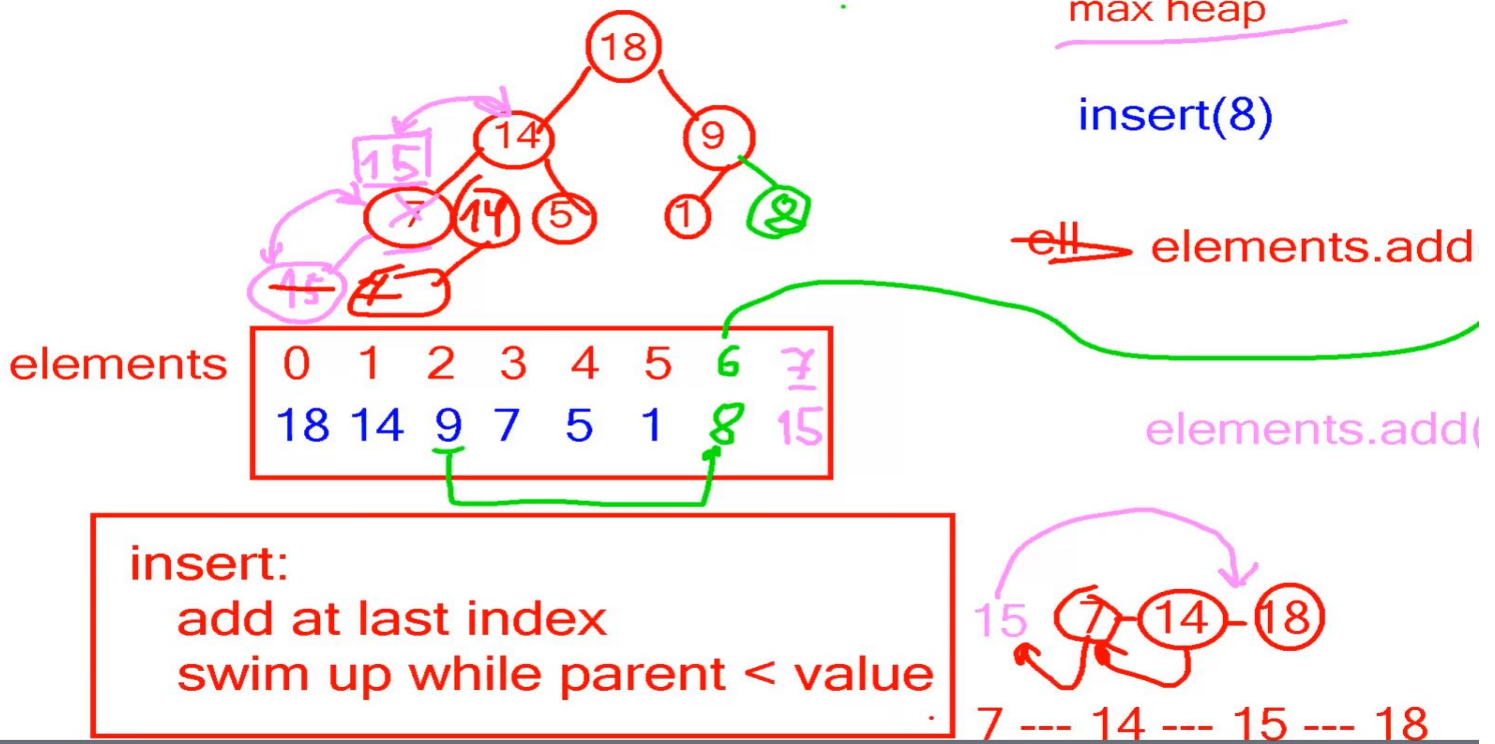 max heap
18
insert(8)
14 9
15
7 14 5 1 8
elements.add
15 7
elements 0 1 2 3 4 5 6 7
18 14 9 7 5 1 8 15
elements.add(
insert:
add at last index
swim up while parent < value
15 7 14 18
7 --- 14 --- 15 --- 18